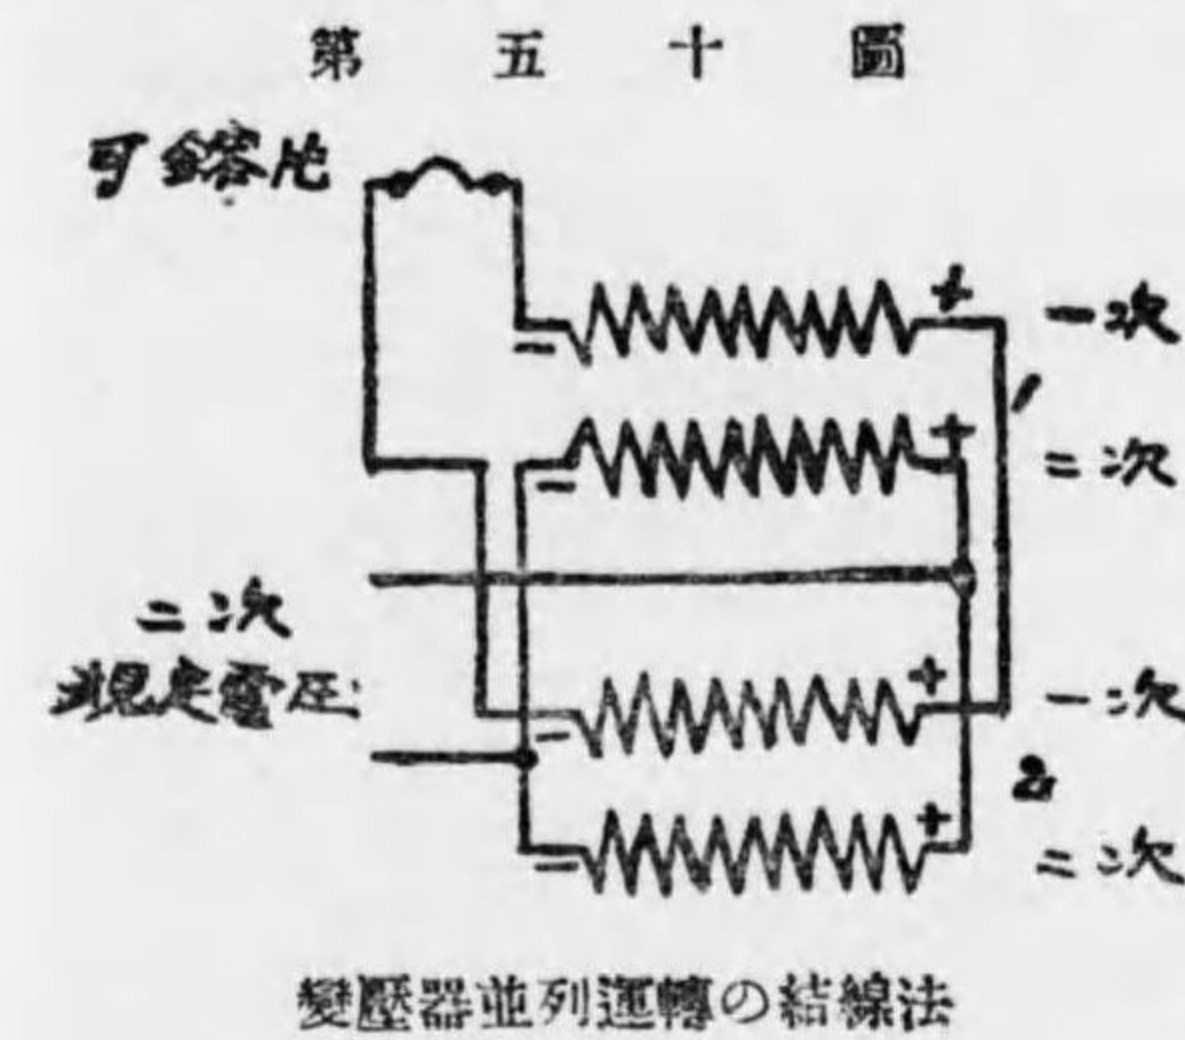 第五十圖
可鎔片
+ 一次
−
1
+ 二次
−
二次
規定電圧
+ 一次
−
2
+ 二次
−
變壓器並列運轉の結線法